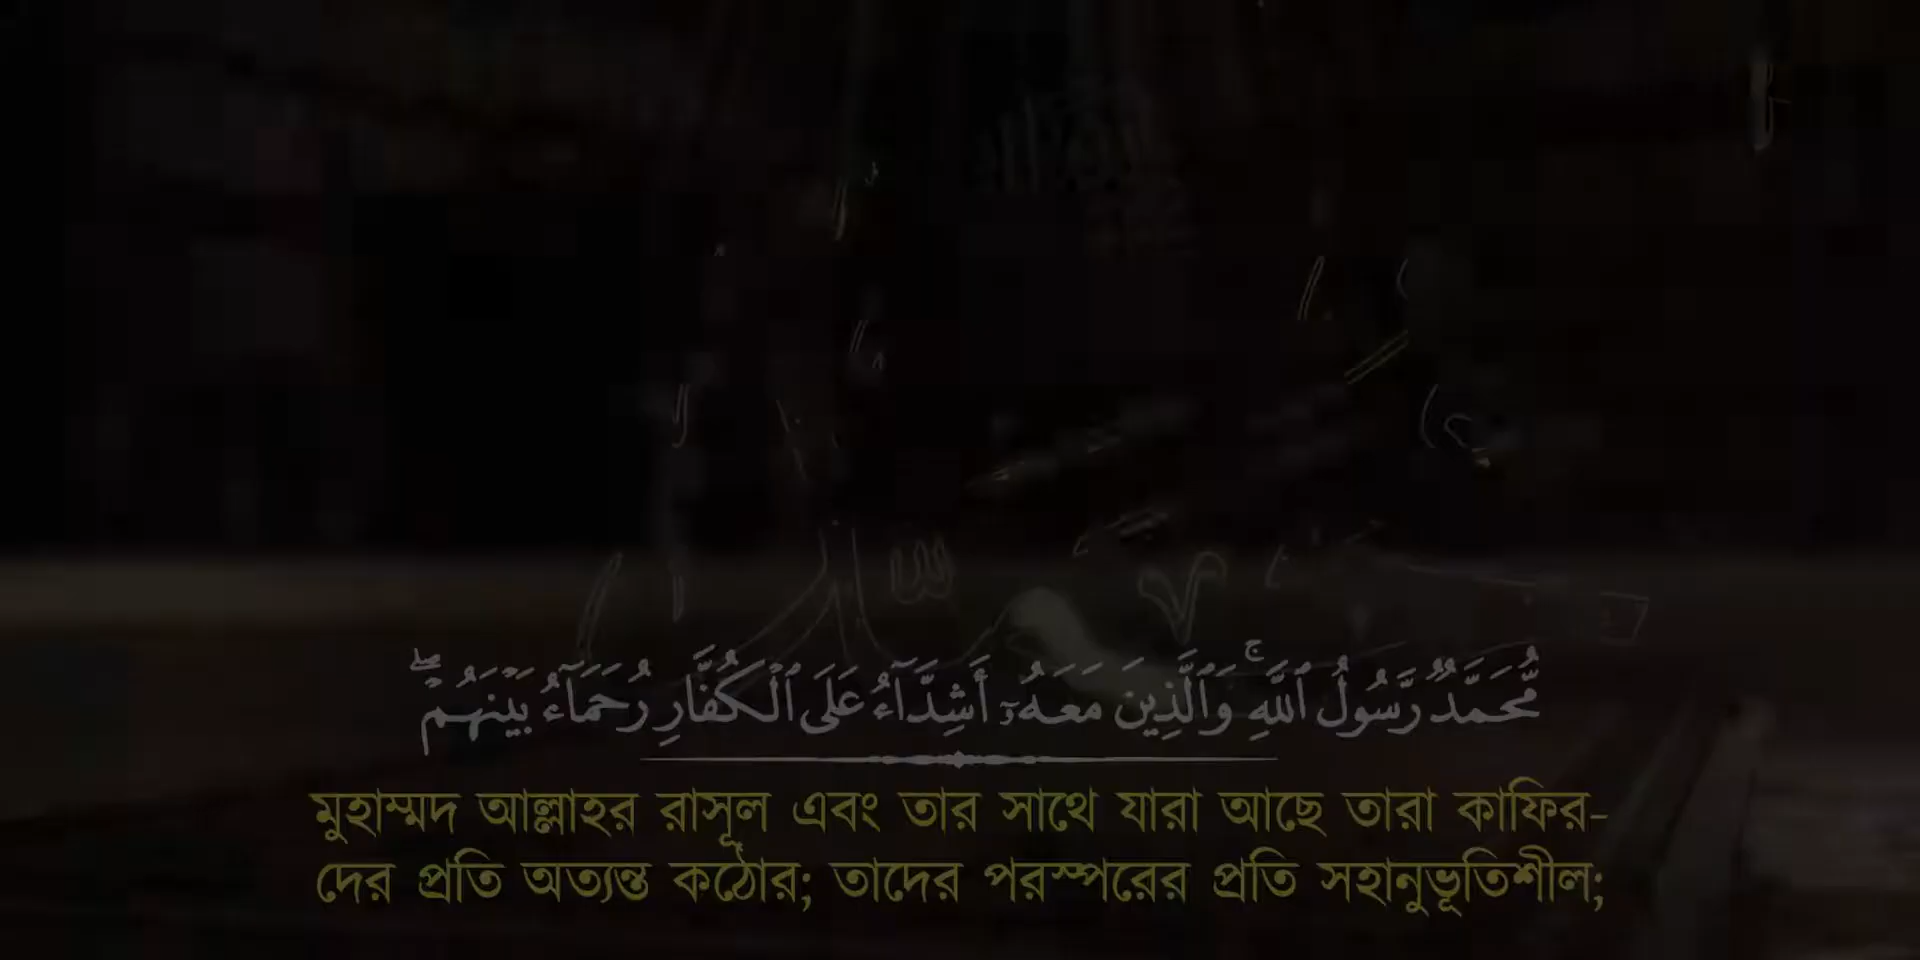 مُّحَمَّدٌ رَّسُولُ ٱللَّهِ ۚ وَٱلَّذِينَ مَعَهُۥٓ أَشِدَّآءُ عَلَى ٱلْكُفَّارِ رُحَمَآءُ بَيْنَهُمْ ۖ
মুহাম্মদ আল্লাহর রাসূল এবং তার সাথে যারা আছে তারা কাফির-
দের প্রতি অত্যন্ত কঠোর; তাদের পরস্পরের প্রতি সহানুভূতিশীল;